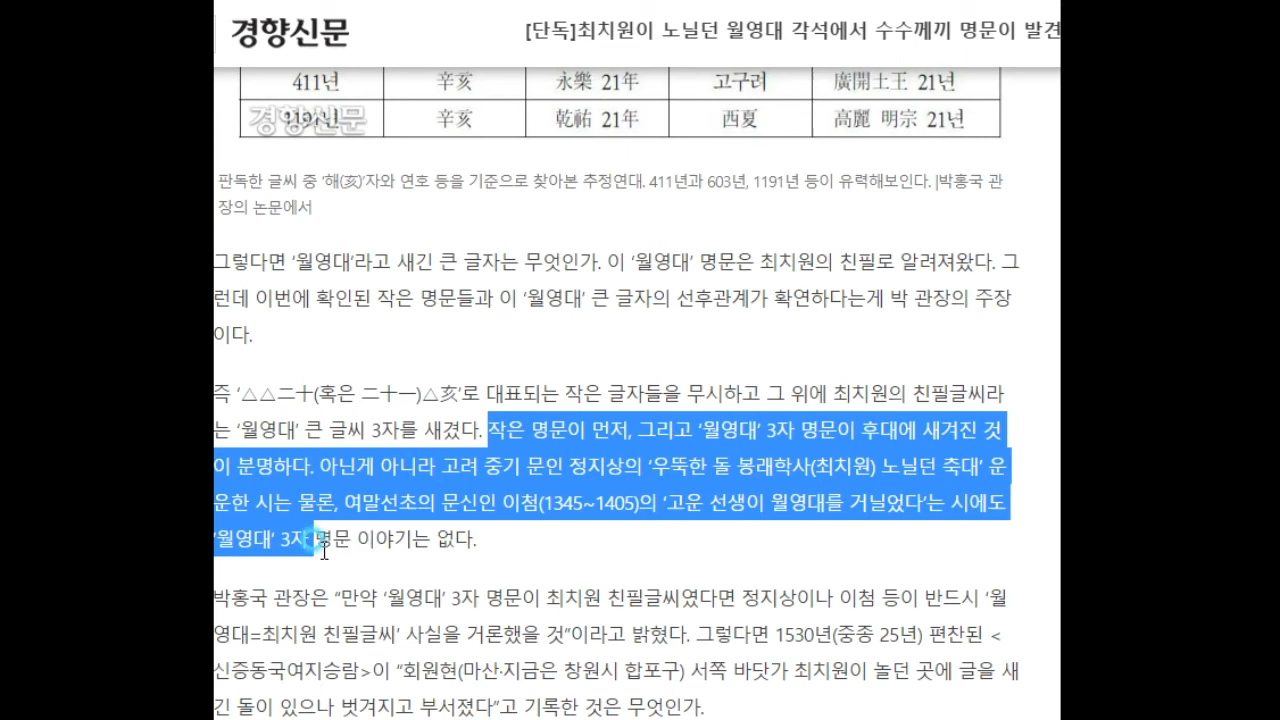 경향신문
[단독]최치원이 노닐던 월영대 각석에서 수수께끼 명문이 발견
411년 辛亥 永樂 21年 고구려 廣開土王 21년
1191년 辛亥 乾祐 21年 西夏 高麗 明宗 21년
경향신문
판독한 글씨 중 '해(亥)'자와 연호 등을 기준으로 찾아본 추정연대. 411년과 603년, 1191년 등이 유력해보인다. |박홍국 관
장의 논문에서
그렇다면 '월영대'라고 새긴 큰 글자는 무엇인가. 이 '월영대' 명문은 최치원의 친필로 알려져왔다. 그
런데 이번에 확인된 작은 명문들과 이 '월영대' 큰 글자의 선후관계가 확연하다는게 박 관장의 주장
이다.
즉 '△△二十(혹은 二十一)△亥'로 대표되는 작은 글자들을 무시하고 그 위에 최치원의 친필글씨라
는 '월영대' 큰 글씨 3자를 새겼다. 작은 명문이 먼저, 그리고 '월영대' 3자 명문이 후대에 새겨진 것
이 분명하다. 아닌게 아니라 고려 중기 문인 정지상의 '우뚝한 돌 봉래학사(최치원) 노닐던 축대' 운
운한 시는 물론, 여말선초의 문신인 이첨(1345~1405)의 '고운 선생이 월영대를 거닐었다'는 시에도
'월영대' 3자 명문 이야기는 없다.
박홍국 관장은 "만약 '월영대' 3자 명문이 최치원 친필글씨였다면 정지상이나 이첨 등이 반드시 '월
영대=최치원 친필글씨' 사실을 거론했을 것"이라고 밝혔다. 그렇다면 1530년(중종 25년) 편찬된 <
신증동국여지승람>이 "회원현(마산·지금은 창원시 합포구) 서쪽 바닷가 최치원이 놀던 곳에 글을 새
긴 돌이 있으나 벗겨지고 부서졌다"고 기록한 것은 무엇인가.